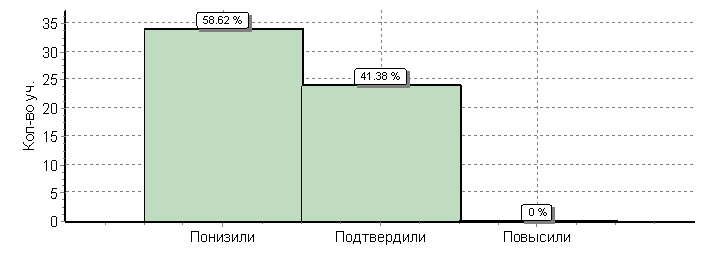 Кол-во уч.
35
30
25
20
15
10
5
0
58.62 %
41.38 %
0 %
Понизили
Подтвердили
Повысили